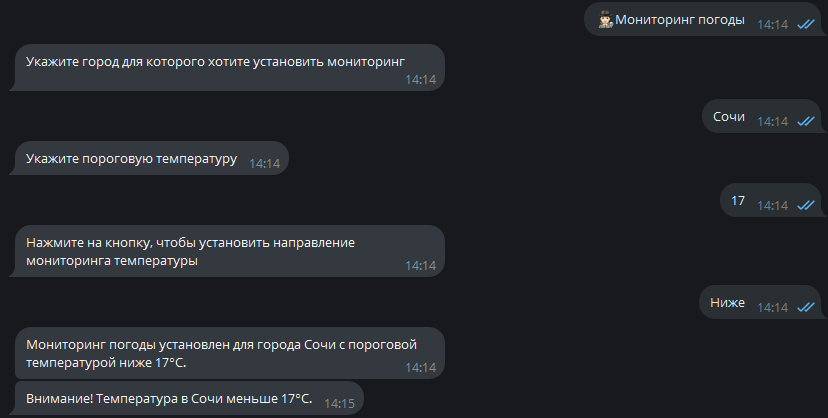 🕵🏻Мониторинг погоды 14:14
Укажите город для которого хотите установить мониторинг
14:14
Сочи 14:14
Укажите пороговую температуру 14:14
17 14:14
Нажмите на кнопку, чтобы установить направление
мониторинга температуры 14:14
Ниже 14:14
Мониторинг погоды установлен для города Сочи с пороговой
температурой ниже 17°C. 14:14
Внимание! Температура в Сочи меньше 17°C. 14:15